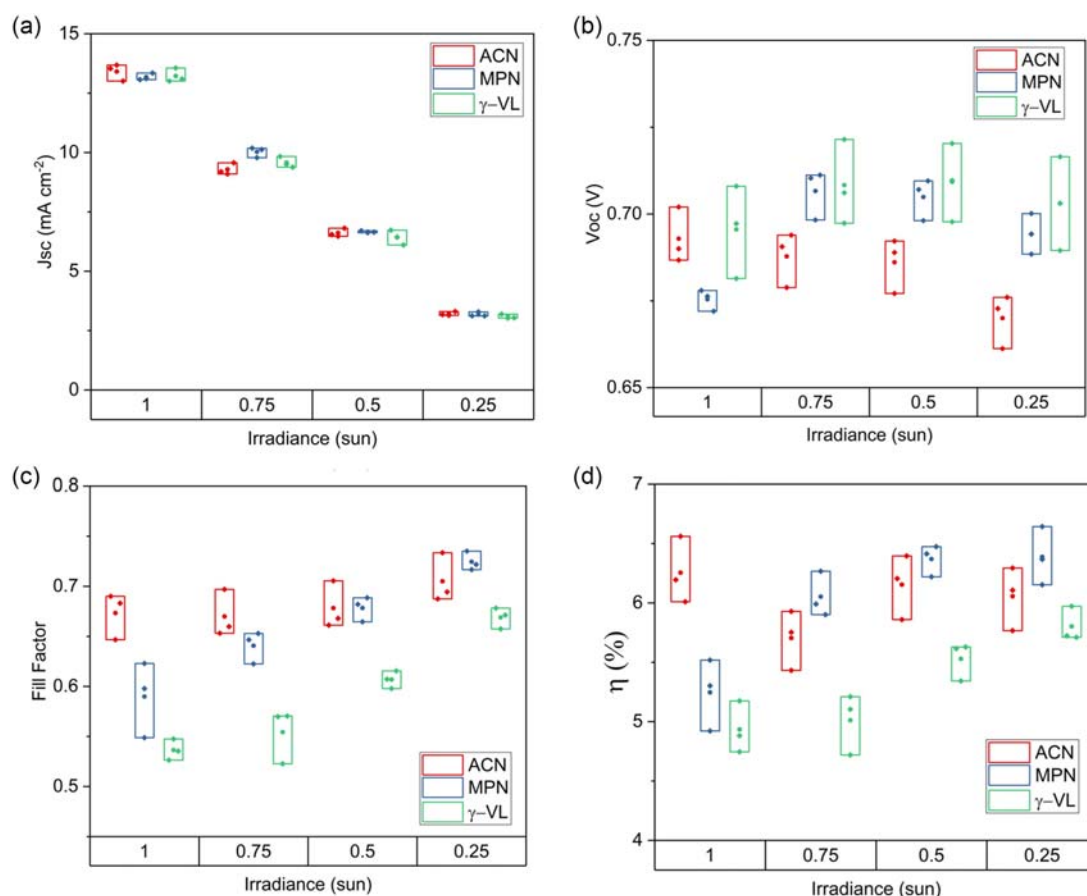 (a)
15
10
5
0
Jsc (mA cm⁻²)
ACN
MPN
γ–VL
1 0.75 0.5 0.25
Irradiance (sun)
(b)
0.75
0.70
0.65
Voc (V)
ACN
MPN
γ–VL
1 0.75 0.5 0.25
Irradiance (sun)
(c)
0.8
0.7
0.6
0.5
Fill Factor
ACN
MPN
γ–VL
1 0.75 0.5 0.25
Irradiance (sun)
(d)
7
6
5
4
η (%)
ACN
MPN
γ–VL
1 0.75 0.5 0.25
Irradiance (sun)